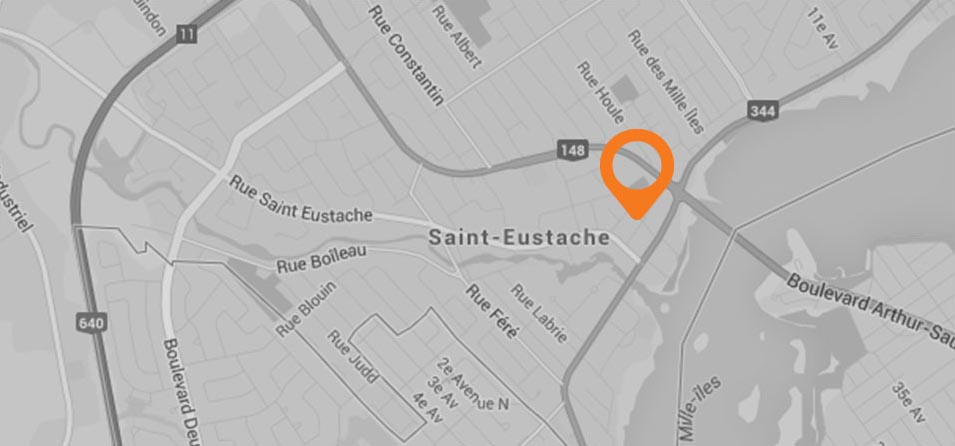 indon
11
Rue Constantin
Rue Albert
11e Av
Rue des Mille-Îles
Rue Houle
344
148
Rue Saint Eustache
ndustriel
Saint-Eustache
Rue Boileau
Boulevard Arthur-Sau
Rue Blouin
Rue Labrie
Rue Féré
640
Rue Judd
Boulevard Deu
2e Avenue N
3e Av
4e Av
Mille-Îles
35e Av